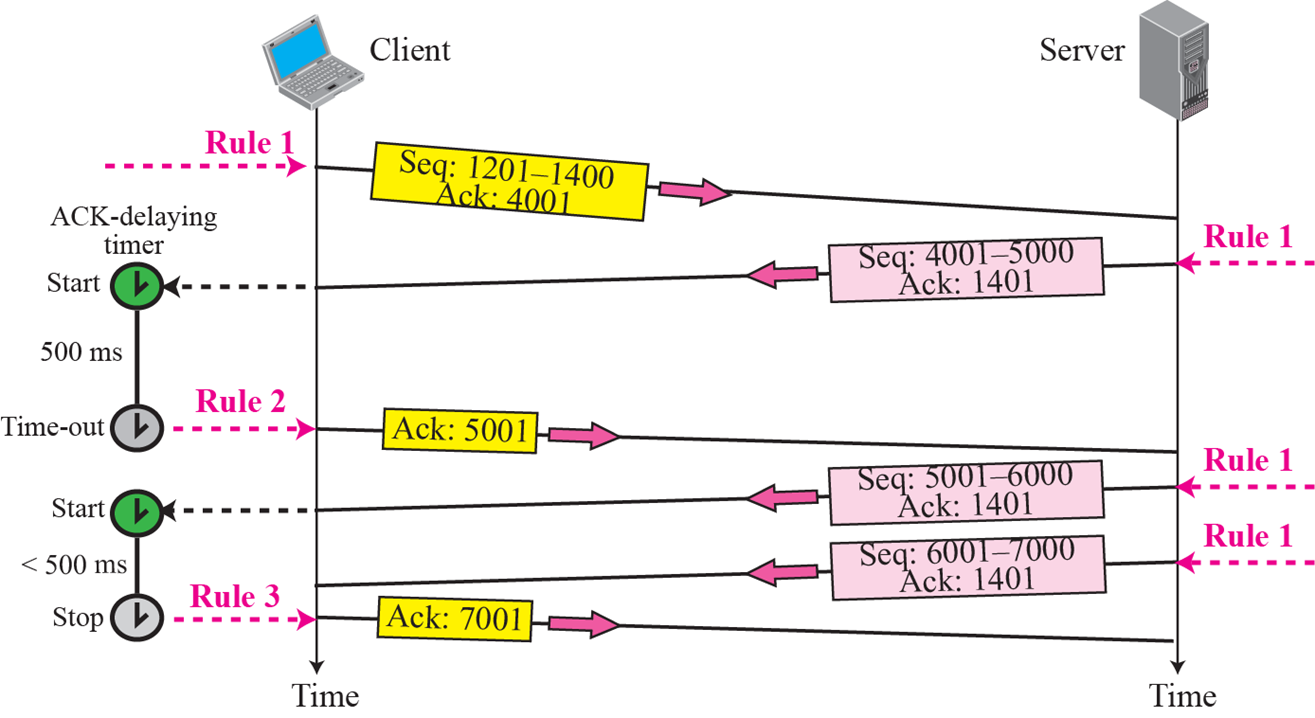 Client
Server
Rule 1
Seq: 1201–1400
Ack: 4001
ACK-delaying
timer
Rule 1
Seq: 4001–5000
Ack: 1401
Start
500 ms
Rule 2
Time-out
Ack: 5001
Rule 1
Seq: 5001–6000
Ack: 1401
Start
Rule 1
Seq: 6001–7000
Ack: 1401
< 500 ms
Rule 3
Stop
Ack: 7001
Time
Time